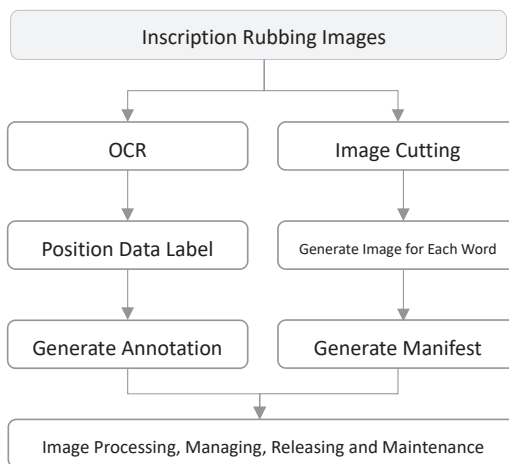 Inscription Rubbing Images
OCR
Image Cutting
Position Data Label
Generate Image for Each Word
Generate Annotation
Generate Manifest
Image Processing, Managing, Releasing and Maintenance